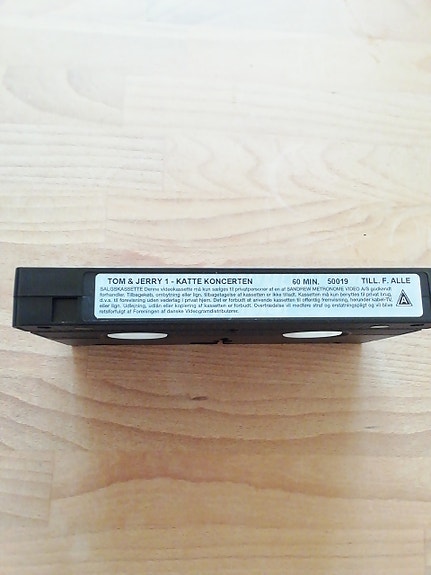 TOM & JERRY 1 - KATTE KONCERTEN 60 MIN. 50019 TILL. F. ALLE
SALGSKASSETTE Denne videokassette må kun sælges til privatpersoner af en af SANDREW METRONOME VIDEO A/S godkendt
forhandler. Tilbagekøb, ombytning eller lign. tilbagetagelse af kassetten er ikke tilladt. Kassetten må kun benyttes til privat brug,
d.v.s. til forevisning uden vederlag i privat hjem. Det er forbudt at anvende kassetten til offentlig fremvisning, herunder kabel-TV,
eller lign. Udlejning, udlån eller kopiering af kassetten er forbudt. Overtrædelse vil medføre straf og erstatningspligt og vil blive
retsforfulgt af Foreningen af danske Videogramdistributører.